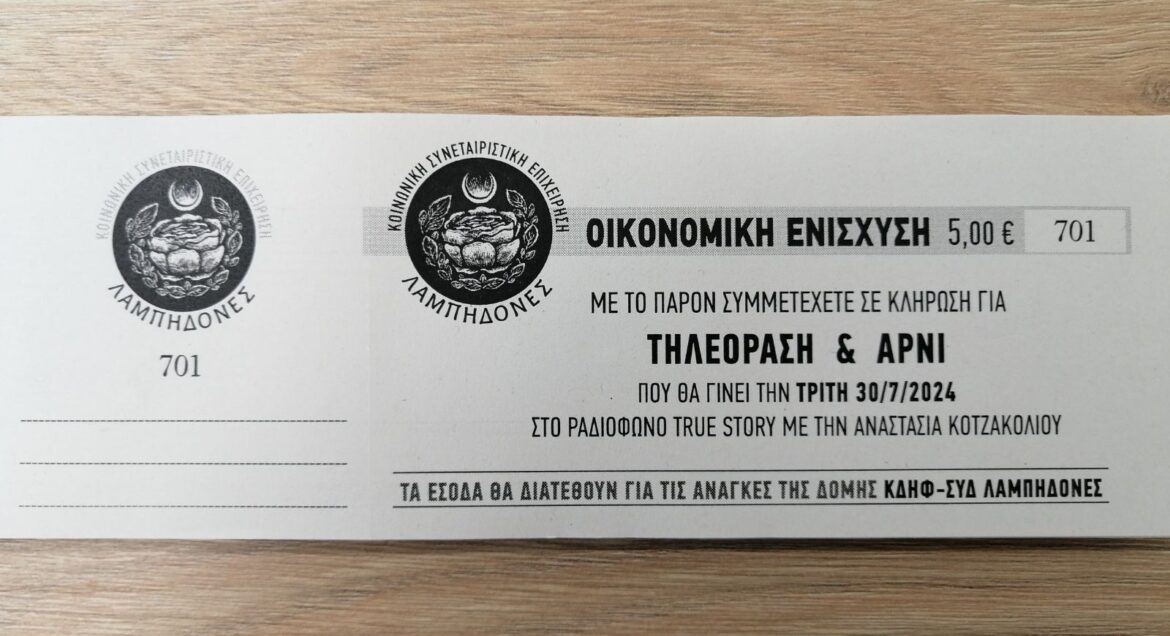 ΚΟΙΝΩΝΙΚΗ ΣΥΝΕΤΑΙΡΙΣΤΙΚΗ ΕΠΙΧΕΙΡΗΣΗ
ΛΑΜΠΗΔΟΝΕΣ
701
ΚΟΙΝΩΝΙΚΗ ΣΥΝΕΤΑΙΡΙΣΤΙΚΗ ΕΠΙΧΕΙΡΗΣΗ
ΛΑΜΠΗΔΟΝΕΣ
ΟΙΚΟΝΟΜΙΚΗ ΕΝΙΣΧΥΣΗ 5,00 € 701
ΜΕ ΤΟ ΠΑΡΟΝ ΣΥΜΜΕΤΕΧΕΤΕ ΣΕ ΚΛΗΡΩΣΗ ΓΙΑ
ΤΗΛΕΟΡΑΣΗ & ΑΡΝΙ
ΠΟΥ ΘΑ ΓΙΝΕΙ ΤΗΝ ΤΡΙΤΗ 30/7/2024
ΣΤΟ ΡΑΔΙΟΦΩΝΟ TRUE STORY ΜΕ ΤΗΝ ΑΝΑΣΤΑΣΙΑ ΚΟΤΖΑΚΟΛΙΟΥ
ΤΑ ΕΣΟΔΑ ΘΑ ΔΙΑΤΕΘΟΥΝ ΓΙΑ ΤΙΣ ΑΝΑΓΚΕΣ ΤΗΣ ΔΟΜΗΣ ΚΔΗΦ-ΣΥΔ ΛΑΜΠΗΔΟΝΕΣ